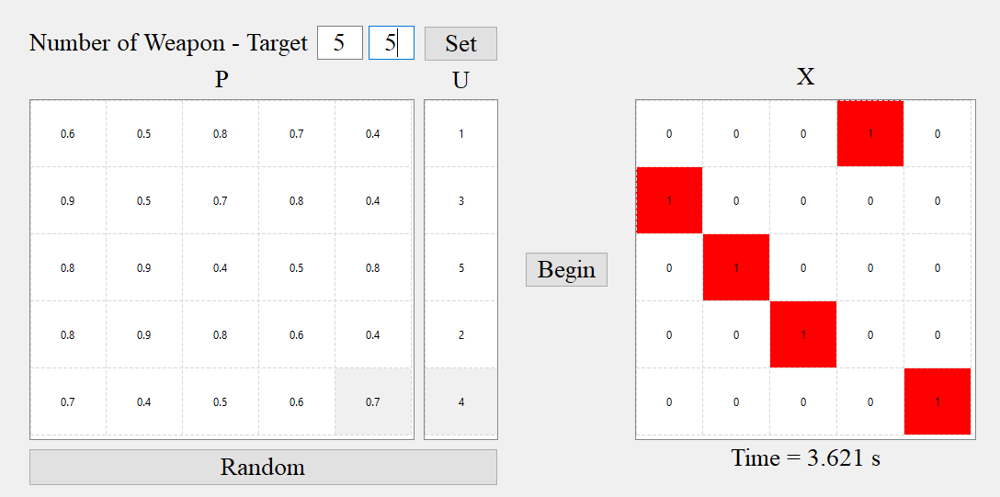 Number of Weapon - Target 5 5 Set
P U X
0.6 0.5 0.8 0.7 0.4 1 0 0 0 1 0
0.9 0.5 0.7 0.8 0.4 3 1 0 0 0 0
0.8 0.9 0.4 0.5 0.8 5 0 1 0 0 0
Begin
0.8 0.9 0.8 0.6 0.4 2 0 0 1 0 0
0.7 0.4 0.5 0.6 0.7 4 0 0 0 0 1
Random Time = 3.621 s